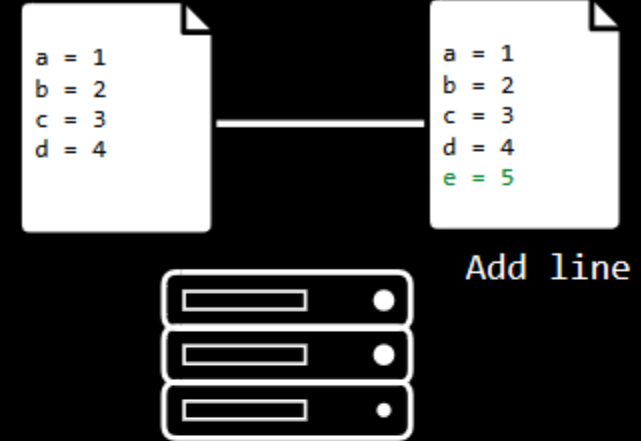 a = 1
b = 2
c = 3
d = 4
a = 1
b = 2
c = 3
d = 4
e = 5
Add line